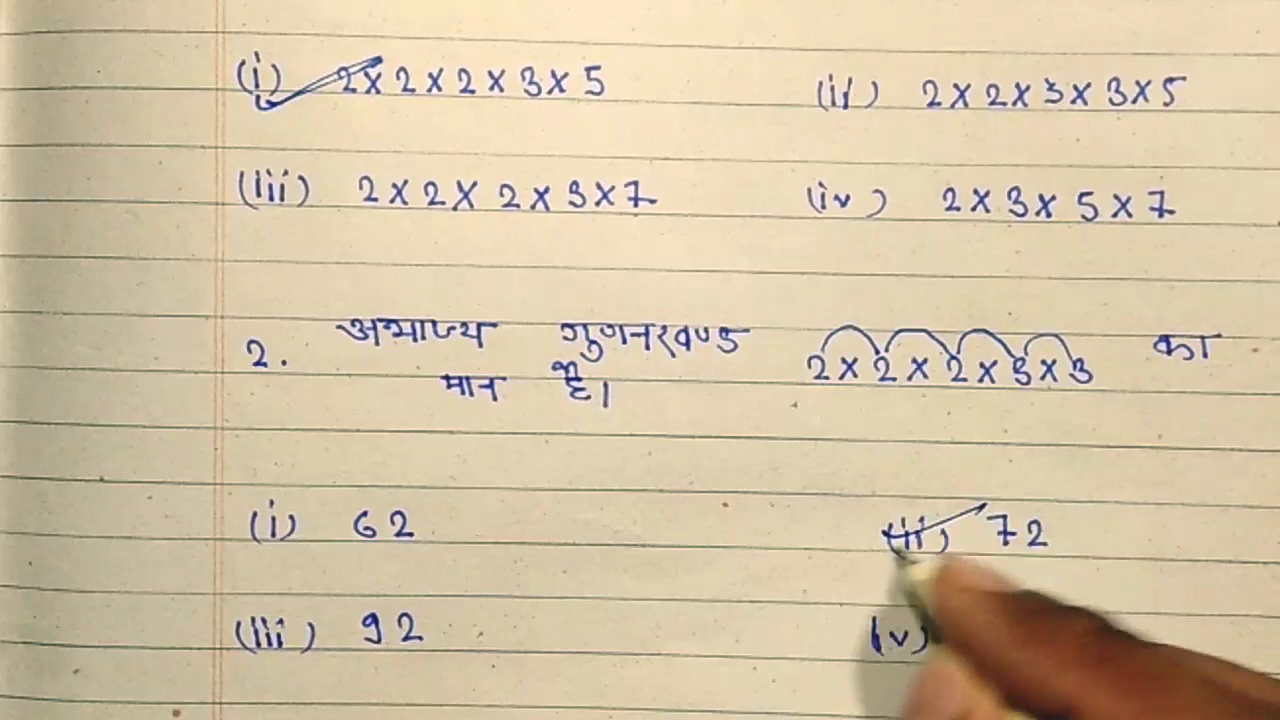 (i) 2 × 2 × 2 × 3 × 5 (ii) 2 × 2 × 3 × 3 × 5
(iii) 2 × 2 × 2 × 3 × 7 (iv) 2 × 3 × 5 × 7
2. अभाज्य गुणनखण्ड 2 × 2 × 2 × 3 × 3 का
मान है।
(i) 62 (ii) 72
(iii) 92 (v)